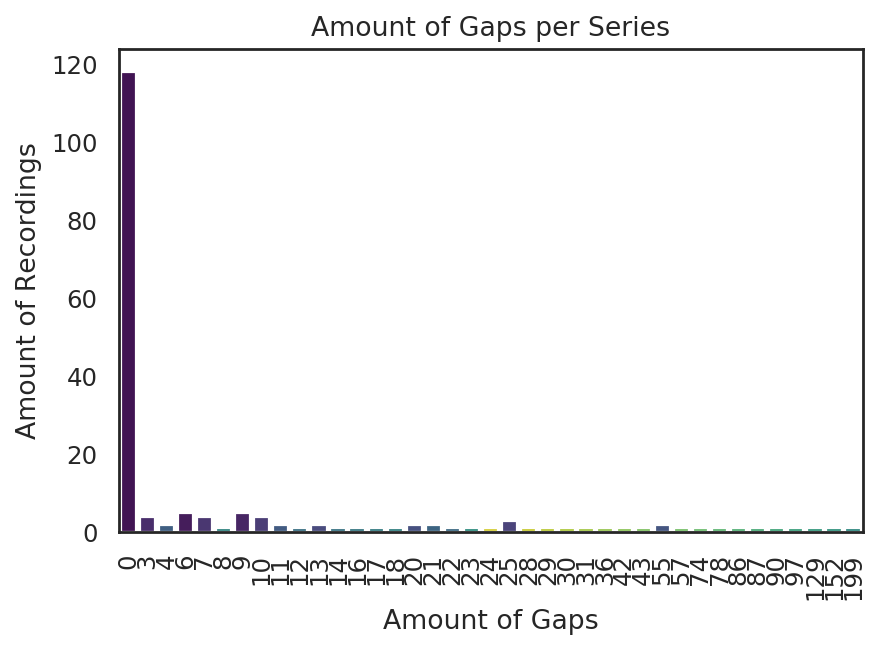 Amount of Gaps per Series
120
100
80
60
40
20
0
Amount of Recordings
0 3 4 6 7 8 9 10 11 12 13 14 16 17 18 20 21 22 23 24 25 28 29 30 31 36 42 43 55 57 74 78 86 87 90 97 129 152 199
Amount of Gaps